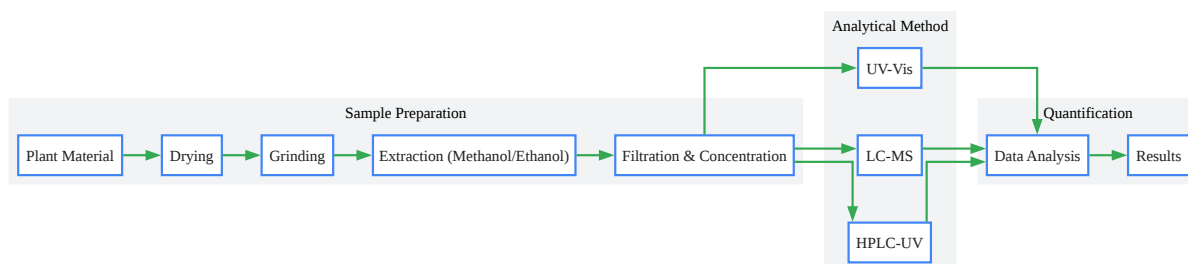 Analytical Method
UV-Vis
Sample Preparation
Quantification
Plant Material
Drying
Grinding
Extraction (Methanol/Ethanol)
Filtration & Concentration
LC-MS
Data Analysis
Results
HPLC-UV